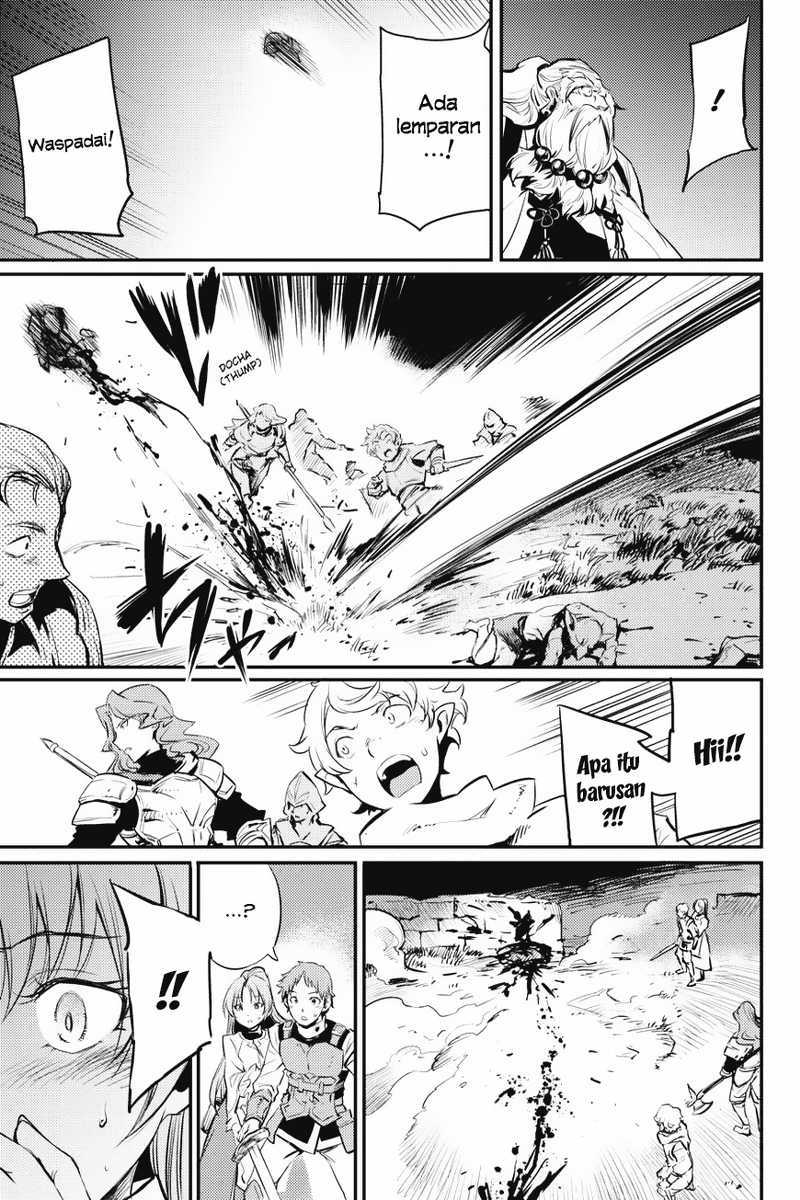 !
Ada
lemparan
...!
Waspadai!
DOCHA
(THUMP)
Hii!!
Apa itu
barusan
?!!
...?
!!